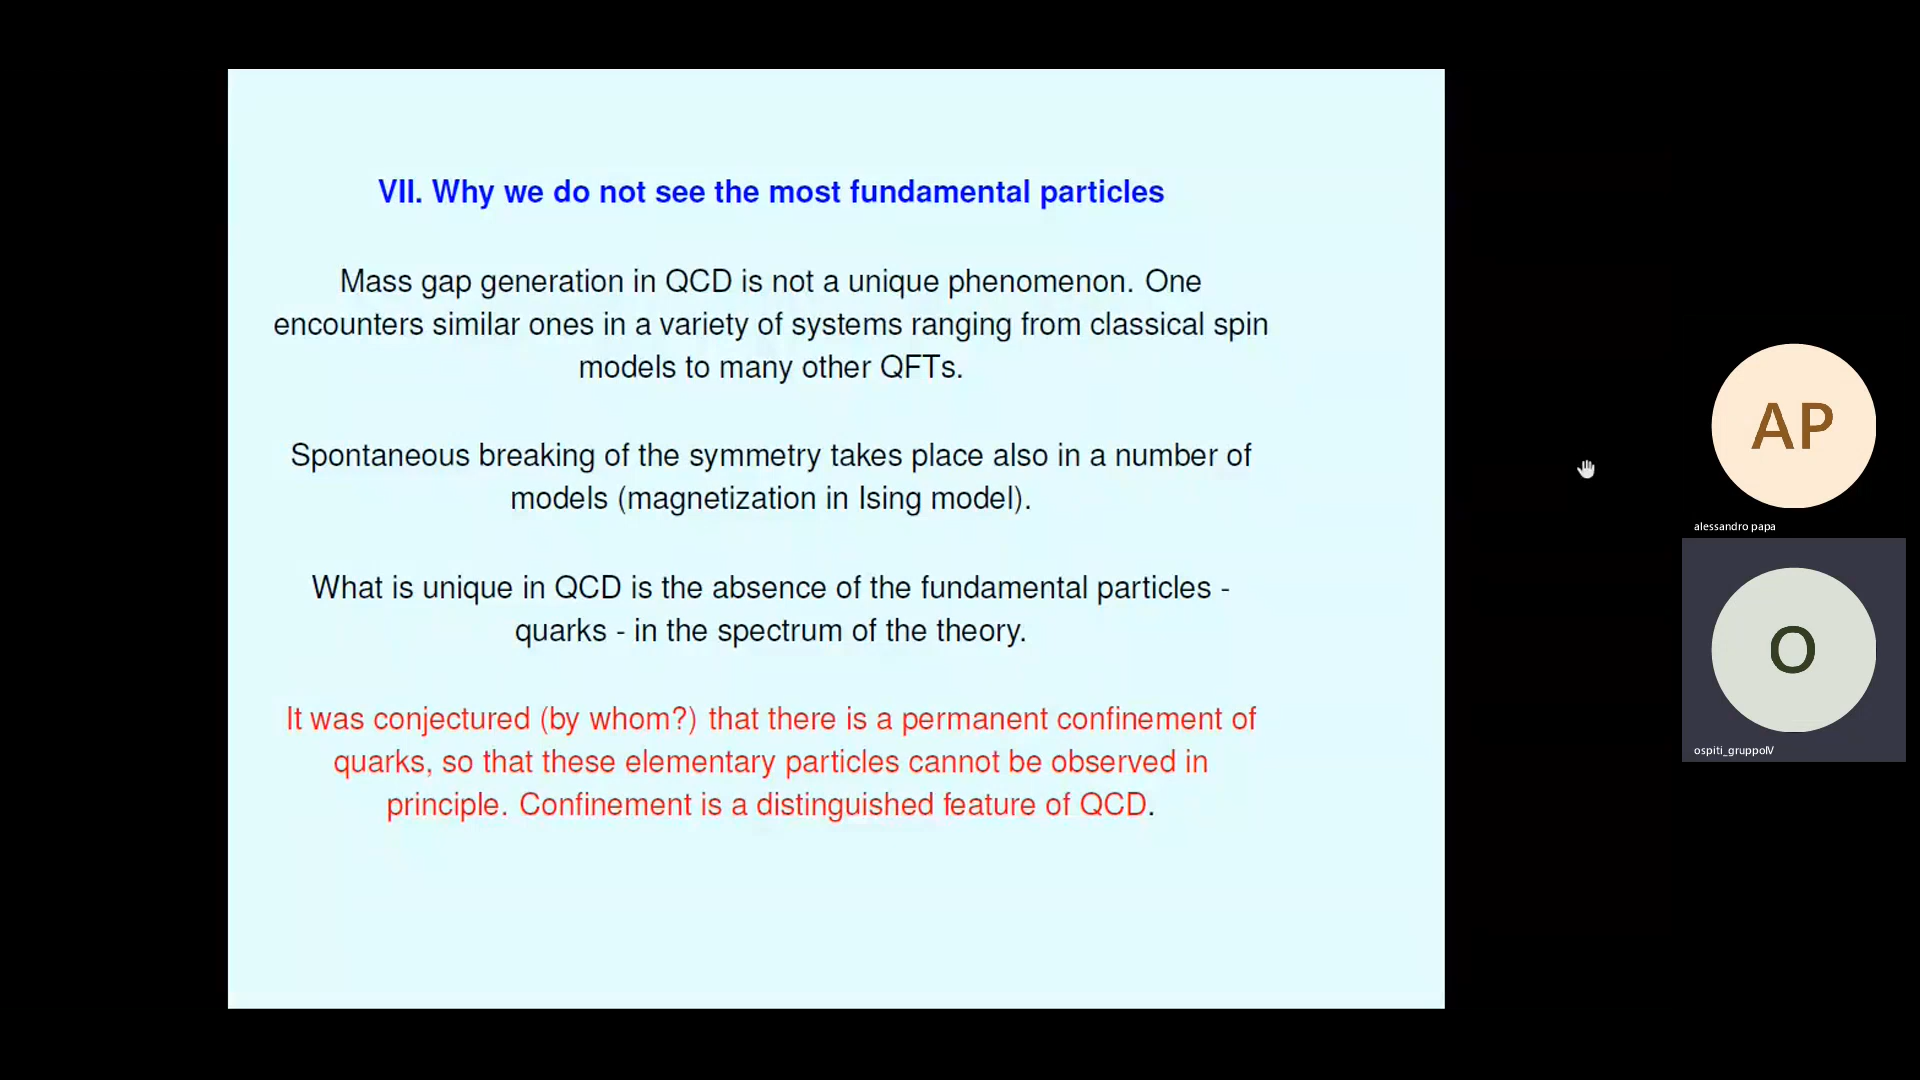 VII. Why we do not see the most fundamental particles
Mass gap generation in QCD is not a unique phenomenon. One
encounters similar ones in a variety of systems ranging from classical spin
models to many other QFTs.
Spontaneous breaking of the symmetry takes place also in a number of
models (magnetization in Ising model).
What is unique in QCD is the absence of the fundamental particles -
quarks - in the spectrum of the theory.
It was conjectured (by whom?) that there is a permanent confinement of
quarks, so that these elementary particles cannot be observed in
principle. Confinement is a distinguished feature of QCD.
AP
alessandro papa
O
ospiti_gruppoIV